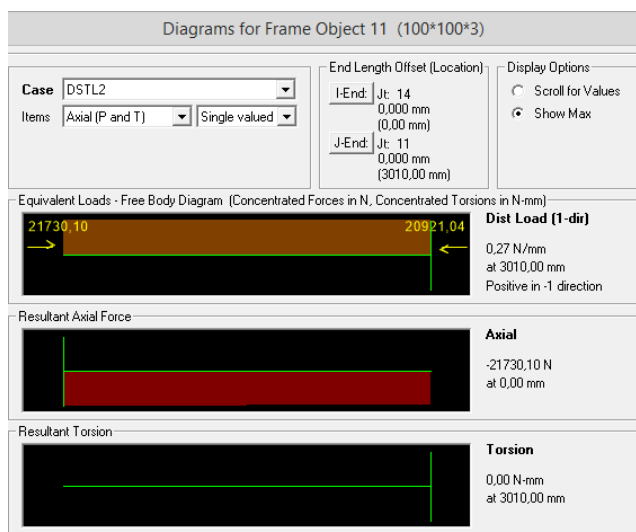 Diagrams for Frame Object 11 (100*100*3)
Case DSTL2
Items Axial (P and T) Single valued
End Length Offset (Location)
I-End: Jt: 14
0,000 mm
(0,00 mm)
J-End: Jt: 11
0,000 mm
(3010,00 mm)
Display Options
Scroll for Values
Show Max
Equivalent Loads - Free Body Diagram (Concentrated Forces in N, Concentrated Torsions in N-mm)
21730,10 20921,04
Dist Load (1-dir)
0,27 N/mm
at 3010,00 mm
Positive in -1 direction
Resultant Axial Force
Axial
-21730,10 N
at 0,00 mm
Resultant Torsion
Torsion
0,00 N-mm
at 3010,00 mm